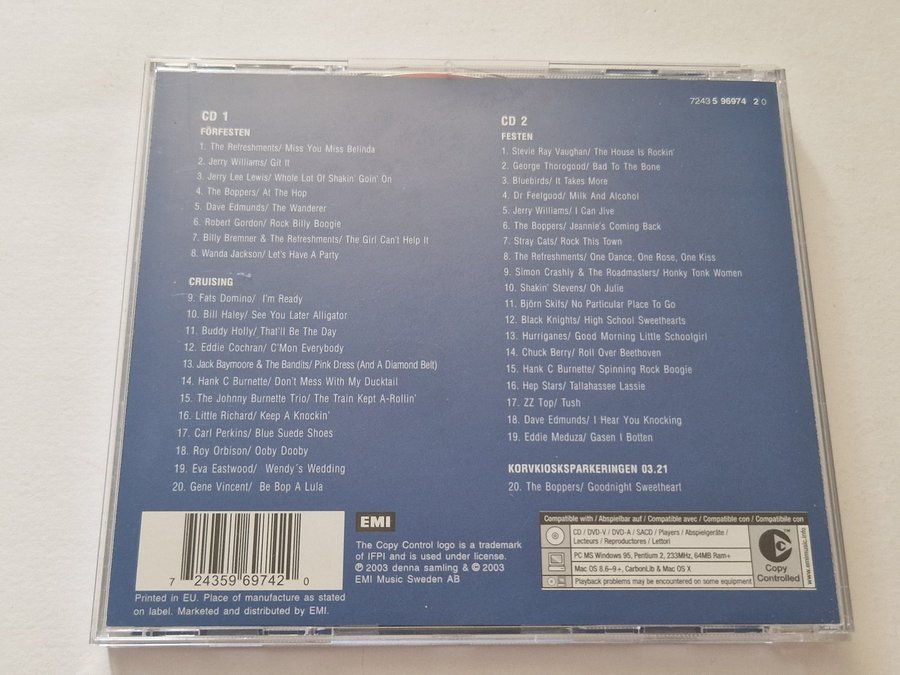 7243 5 96974 2 0
CD 1
FÖRFESTEN
1. The Refreshments/ Miss You Miss Belinda
2. Jerry Williams/ Git It
3. Jerry Lee Lewis/ Whole Lot Of Shakin' Goin' On
4. The Boppers/ At The Hop
5. Dave Edmunds/ The Wanderer
6. Robert Gordon/ Rock Billy Boogie
7. Billy Bremner & The Refreshments/ The Girl Can't Help It
8. Wanda Jackson/ Let's Have A Party
CRUISING
9. Fats Domino/ I'm Ready
10. Bill Haley/ See You Later Alligator
11. Buddy Holly/ That'll Be The Day
12. Eddie Cochran/ C'Mon Everybody
13. Jack Baymoore & The Bandits/ Pink Dress (And A Diamond Belt)
14. Hank C Burnette/ Don't Mess With My Ducktail
15. The Johnny Burnette Trio/ The Train Kept A-Rollin'
16. Little Richard/ Keep A Knockin'
17. Carl Perkins/ Blue Suede Shoes
18. Roy Orbison/ Ooby Dooby
19. Eva Eastwood/ Wendy´s Wedding
20. Gene Vincent/ Be Bop A Lula
CD 2
FESTEN
1. Stevie Ray Vaughan/ The House Is Rockin'
2. George Thorogood/ Bad To The Bone
3. Bluebirds/ It Takes More
4. Dr Feelgood/ Milk And Alcohol
5. Jerry Williams/ I Can Jive
6. The Boppers/ Jeannie's Coming Back
7. Stray Cats/ Rock This Town
8. The Refreshments/ One Dance, One Rose, One Kiss
9. Simon Crashly & The Roadmasters/ Honky Tonk Women
10. Shakin' Stevens/ Oh Julie
11. Björn Skifs/ No Particular Place To Go
12. Black Knights/ High School Sweethearts
13. Hurriganes/ Good Morning Little Schoolgirl
14. Chuck Berry/ Roll Over Beethoven
15. Hank C Burnette/ Spinning Rock Boogie
16. Hep Stars/ Tallahassee Lassie
17. ZZ Top/ Tush
18. Dave Edmunds/ I Hear You Knocking
19. Eddie Meduza/ Gasen I Botten
KORVKIOSKSPARKERINGEN 03.21
20. The Boppers/ Goodnight Sweetheart
7 24359 69742 0
Printed in EU. Place of manufacture as stated
on label. Marketed and distributed by EMI.
EMI
The Copy Control logo is a trademark
of IFPI and is used under license.
℗ 2003 denna samling & © 2003
EMI Music Sweden AB
Compatible with / Abspielbar auf / Compatible avec / Compatible con / Compatibile con
CD / DVD-V / DVD-A / SACD / Players / Abspielgeräte/
Lecteurs / Reproductores / Lettori
PC MS Windows 95, Pentium 2, 233MHz, 64MB Ram+
Mac OS 8.6-9+, CarbonLib & Mac OS X
Playback problems may be encountered on some equipment
TM
Copy
Controlled
www.emimusic.info